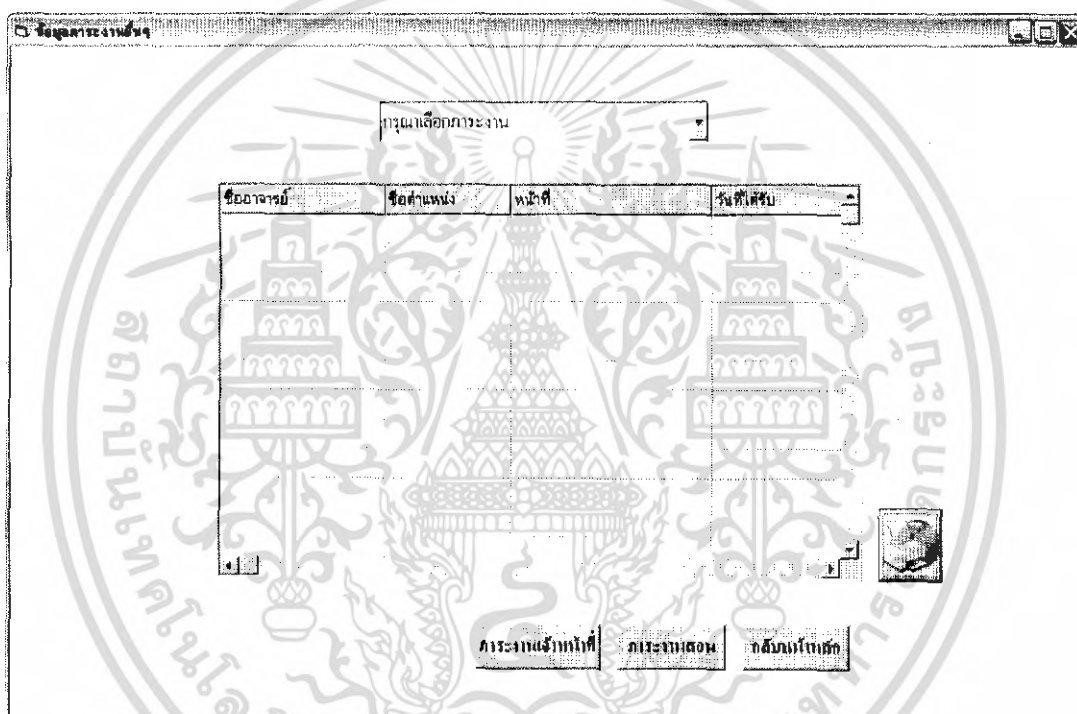 ข้อมูลภาระงานอื่นๆ
กรุณาเลือกภาระงาน
ชื่ออาจารย์ ชื่อตำแหน่ง หน้าที่ วันที่ได้รับ
ภาระงานเจ้าหน้าที่ ภาระงานสอน กลับหน้าหลัก